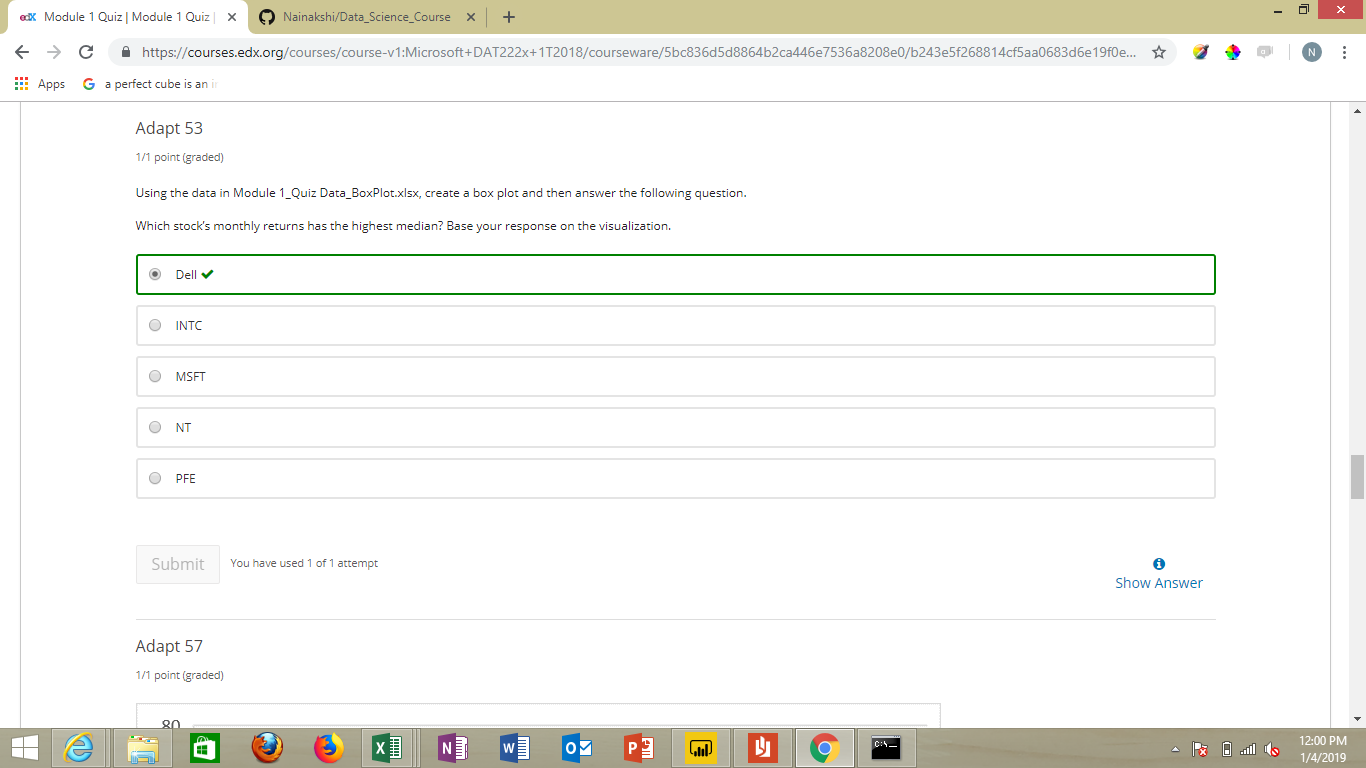 edX Module 1 Quiz | Module 1 Quiz |
Nainakshi/Data_Science_Course
https://courses.edx.org/courses/course-v1:Microsoft+DAT222x+1T2018/courseware/5bc836d5d8864b2ca446e7536a8208e0/b243e5f268814cf5aa0683d6e19f0e...
N
Apps
G a perfect cube is an in
Adapt 53
1/1 point (graded)
Using the data in Module 1_Quiz Data_BoxPlot.xlsx, create a box plot and then answer the following question.
Which stock's monthly returns has the highest median? Base your response on the visualization.
Dell
INTC
MSFT
NT
PFE
Submit
You have used 1 of 1 attempt
Show Answer
Adapt 57
1/1 point (graded)
80
12:00 PM
1/4/2019